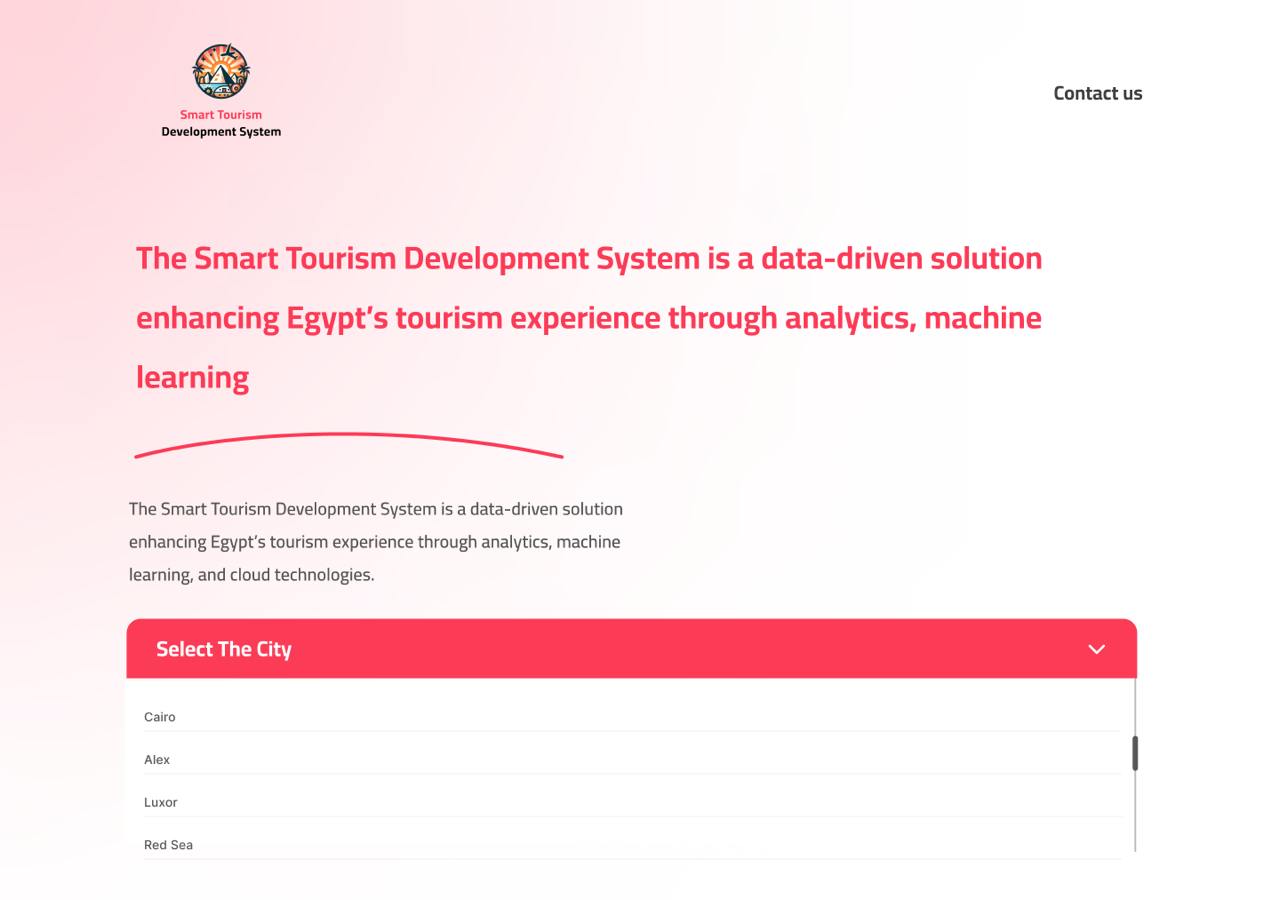 Smart Tourism
Development System
Contact us
The Smart Tourism Development System is a data-driven solution
enhancing Egypt’s tourism experience through analytics, machine
learning
The Smart Tourism Development System is a data-driven solution
enhancing Egypt’s tourism experience through analytics, machine
learning, and cloud technologies.
Select The City
Cairo
Alex
Luxor
Red Sea